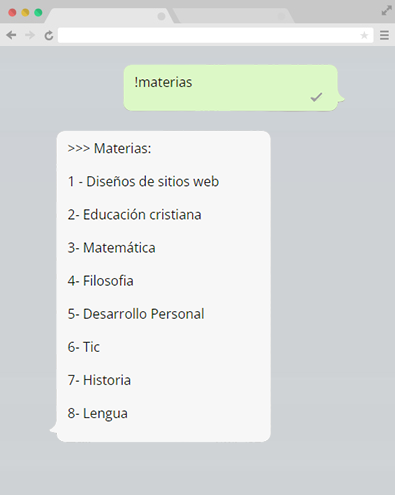 !materias
>>> Materias:
1 - Diseños de sitios web
2- Educación cristiana
3- Matemática
4- Filosofia
5- Desarrollo Personal
6- Tic
7- Historia
8- Lengua